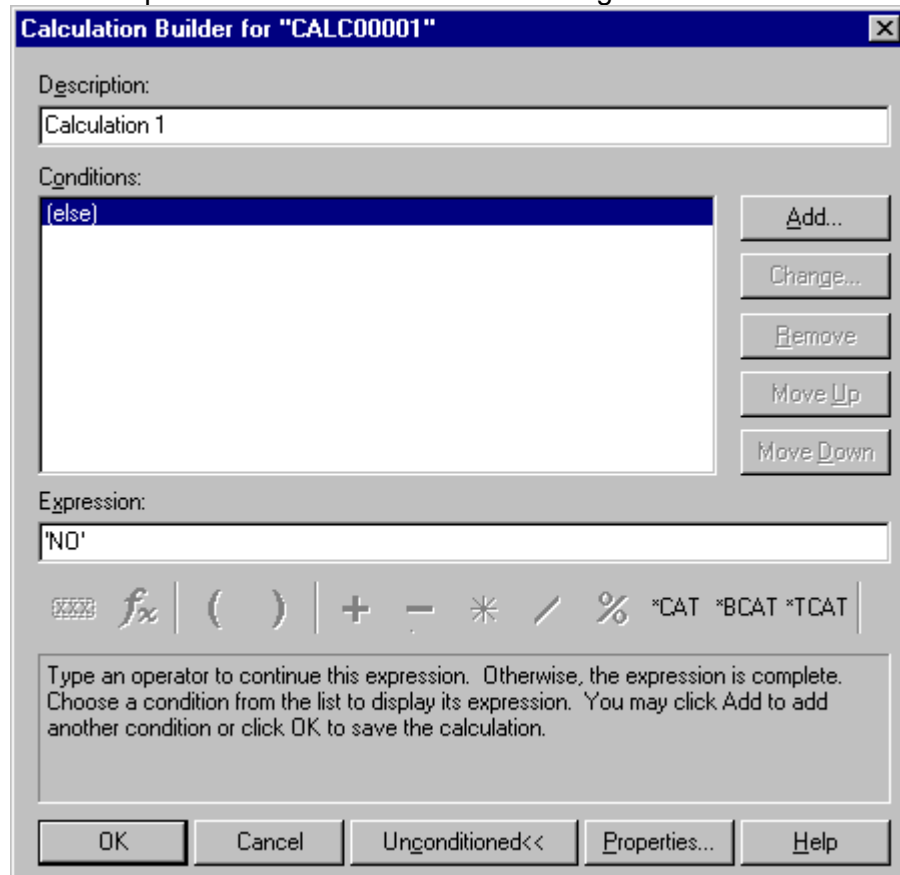 Calculation Builder for "CALC00001"
Description:
Calculation 1
Conditions:
(else)
Add...
Change...
Remove
Move Up
Move Down
Expression:
'NO'
xxx fx ( ) + - * / % *CAT *BCAT *TCAT
Type an operator to continue this expression. Otherwise, the expression is complete.
Choose a condition from the list to display its expression. You may click Add to add
another condition or click OK to save the calculation.
OK Cancel Unconditioned<< Properties... Help